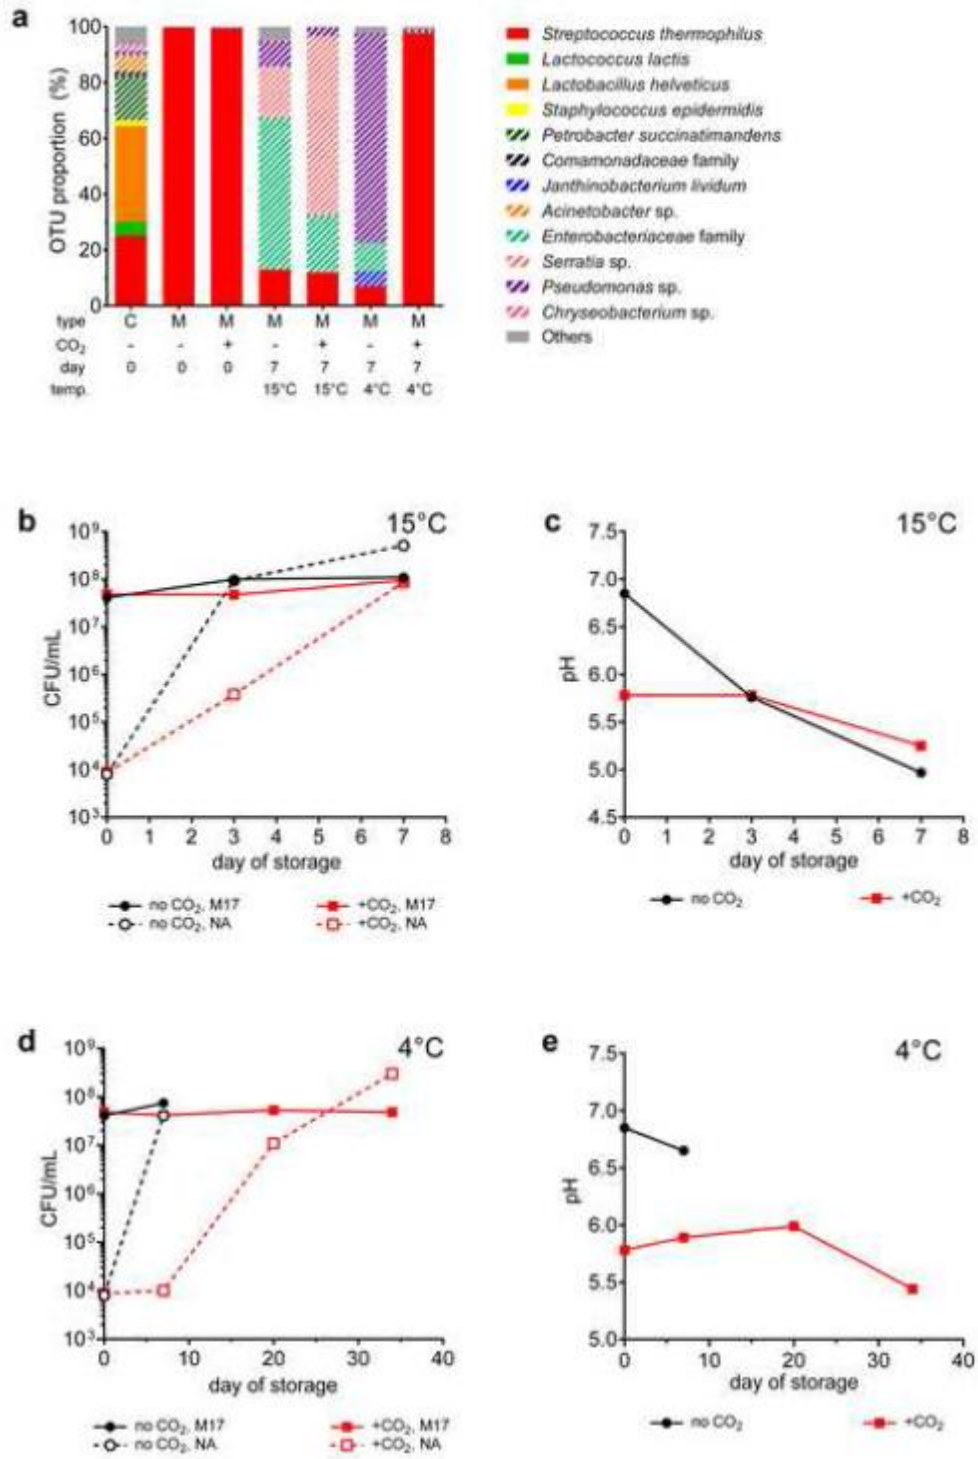 a
100
80
60
40
20
0
OTU proportion (%)
type C M M M M M M
CO₂ - - + - + - +
day 0 0 0 7 7 7 7
temp. 15°C 15°C 4°C 4°C
Streptococcus thermophilus
Lactococcus lactis
Lactobacillus helveticus
Staphylococcus epidermidis
Petrobacter succinatimandens
Comamonadaceae family
Janthinobacterium lividum
Acinetobacter sp.
Enterobacteriaceae family
Serratia sp.
Pseudomonas sp.
Chryseobacterium sp.
Others
b
15°C
10⁹
10⁸
10⁷
10⁶
10⁵
10⁴
10³
CFU/mL
0 1 2 3 4 5 6 7 8
day of storage
no CO₂, M17 +CO₂, M17
no CO₂, NA +CO₂, NA
c
15°C
7.5
7.0
6.5
6.0
5.5
5.0
4.5
pH
0 1 2 3 4 5 6 7 8
day of storage
no CO₂ +CO₂
d
4°C
10⁹
10⁸
10⁷
10⁶
10⁵
10⁴
10³
CFU/mL
0 10 20 30 40
day of storage
no CO₂, M17 +CO₂, M17
no CO₂, NA +CO₂, NA
e
4°C
7.5
7.0
6.5
6.0
5.5
5.0
pH
0 10 20 30 40
day of storage
no CO₂ +CO₂